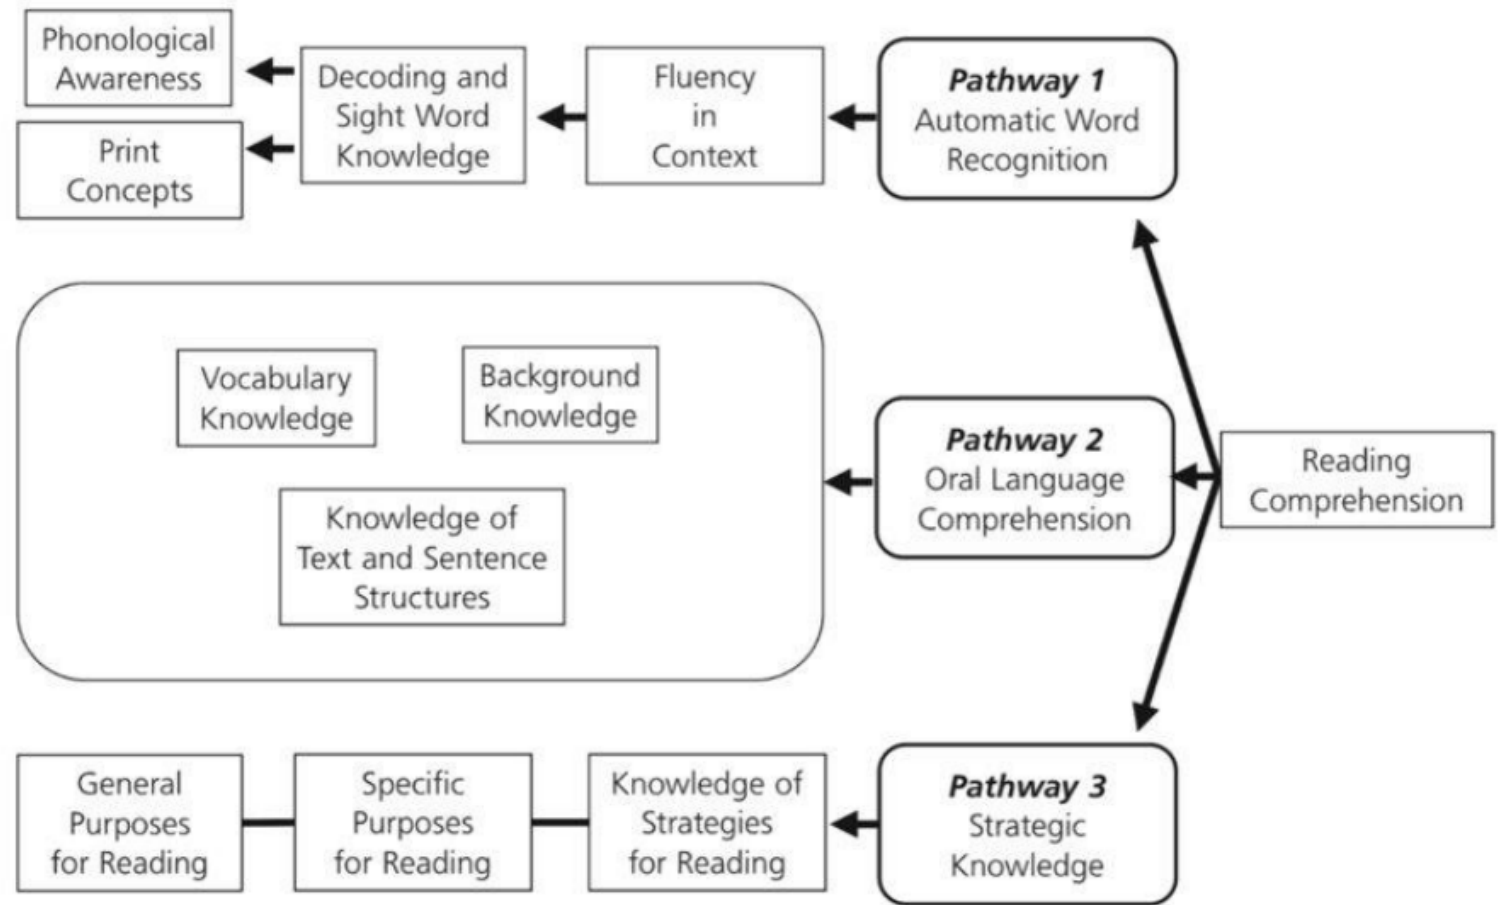 Phonological
Awareness
Print
Concepts
Decoding and
Sight Word
Knowledge
Fluency
in
Context
Pathway 1
Automatic Word
Recognition
Vocabulary
Knowledge
Background
Knowledge
Knowledge of
Text and Sentence
Structures
Pathway 2
Oral Language
Comprehension
Reading
Comprehension
General
Purposes
for Reading
Specific
Purposes
for Reading
Knowledge of
Strategies
for Reading
Pathway 3
Strategic
Knowledge